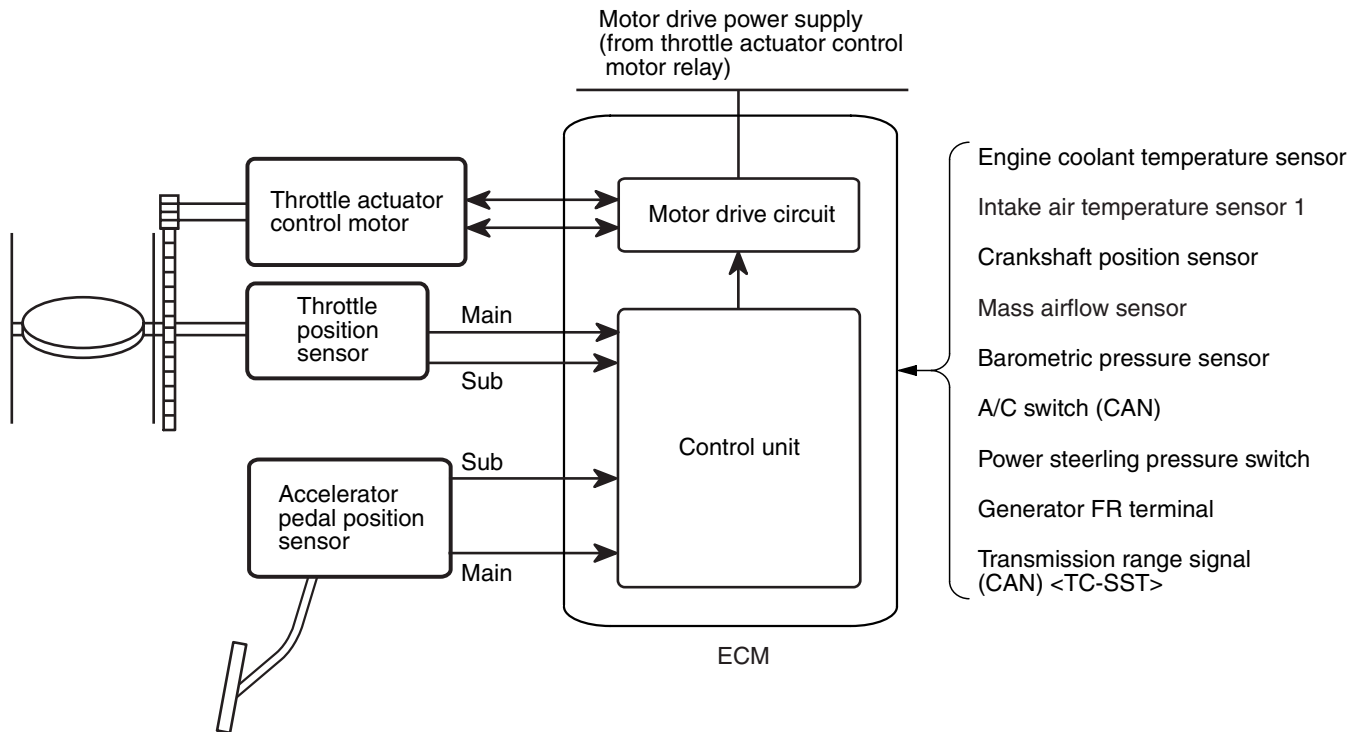 Motor drive power supply
(from throttle actuator control
motor relay)
Throttle actuator
control motor
Motor drive circuit
Throttle
position
sensor
Main
Sub
Control unit
Accelerator
pedal position
sensor
Sub
Main
ECM
Engine coolant temperature sensor
Intake air temperature sensor 1
Crankshaft position sensor
Mass airflow sensor
Barometric pressure sensor
A/C switch (CAN)
Power steerling pressure switch
Generator FR terminal
Transmission range signal
(CAN) <TC-SST>